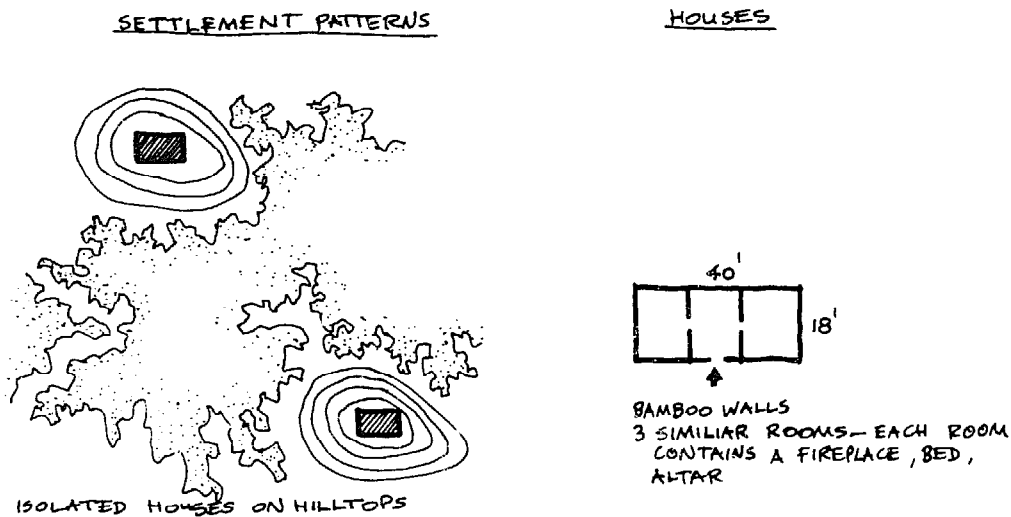 SETTLEMENT PATTERNS
ISOLATED HOUSES ON HILLTOPS
HOUSES
40'
18'
BAMBOO WALLS
3 SIMILIAR ROOMS - EACH ROOM
CONTAINS A FIREPLACE, BED,
ALTAR